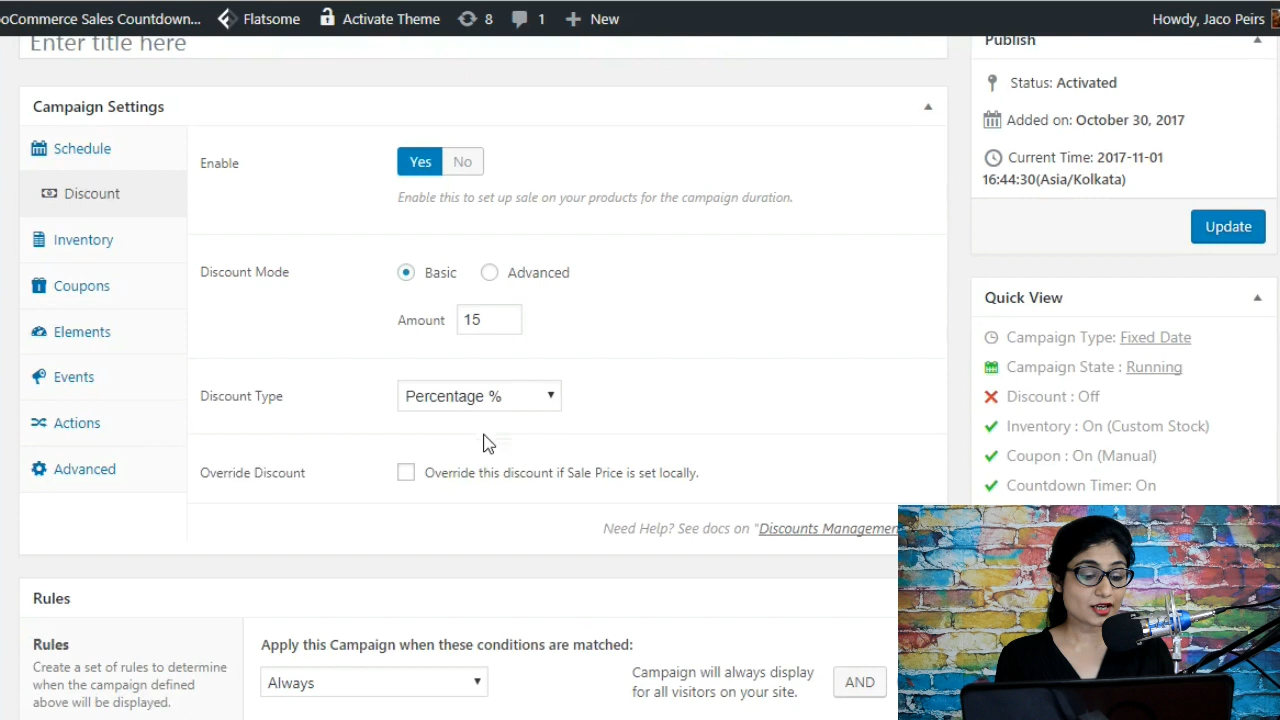 oCommerce Sales Countdown... Flatsome Activate Theme 8 1 New Howdy, Jaco Peirs
Enter title here
Campaign Settings
Schedule
Discount
Inventory
Coupons
Elements
Events
Actions
Advanced
Enable Yes No
Enable this to set up sale on your products for the campaign duration.
Discount Mode Basic Advanced
Amount 15
Discount Type Percentage %
Override Discount Override this discount if Sale Price is set locally.
Need Help? See docs on "Discounts Managemen
Rules
Rules
Create a set of rules to determine
when the campaign defined
above will be displayed.
Apply this Campaign when these conditions are matched:
Always
Campaign will always display
for all visitors on your site.
AND
Publish
Status: Activated
Added on: October 30, 2017
Current Time: 2017-11-01
16:44:30(Asia/Kolkata)
Update
Quick View
Campaign Type: Fixed Date
Campaign State : Running
Discount : Off
Inventory : On (Custom Stock)
Coupon : On (Manual)
Countdown Timer: On